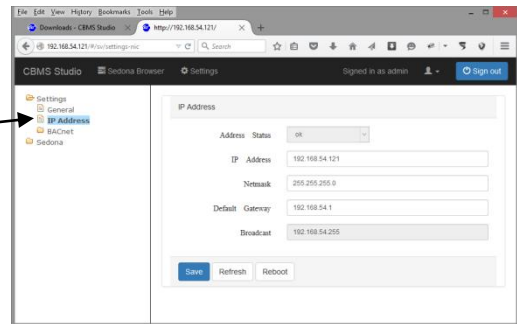 File Edit View History Bookmarks Tools Help
Downloads - CBMS Studio × http://192.168.54.121/ × +
192.168.54.121/#/sv/settings-nic Search
CBMS Studio Sedona Browser Settings Signed in as admin Sign out
Settings
General
IP Address
BACnet
Sedona
IP Address
Address Status ok
IP Address 192.168.54.121
Netmask 255.255.255.0
Default Gateway 192.168.54.1
Broadcast 192.168.54.255
Save Refresh Reboot